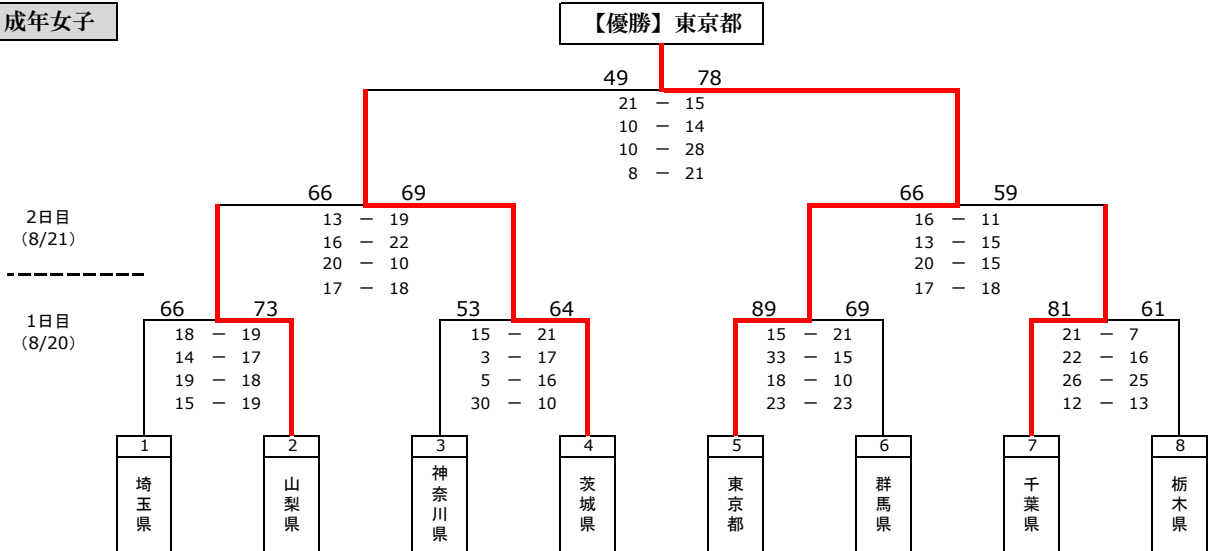 成年女子
【優勝】東京都
49 78
21 － 15
10 － 14
10 － 28
8 － 21
66 69
66 59
2日目
（8/21）
13 － 19
16 － 22
20 － 10
17 － 18
16 － 11
13 － 15
20 － 15
17 － 18
1日目
（8/20）
66 73
53 64
89 69
81 61
18 － 19
14 － 17
19 － 18
15 － 19
15 － 21
3 － 17
5 － 16
30 － 10
15 － 21
33 － 15
18 － 10
23 － 23
21 － 7
22 － 16
26 － 25
12 － 13
1
埼玉県
2
山梨県
3
神奈川県
4
茨城県
5
東京都
6
群馬県
7
千葉県
8
栃木県